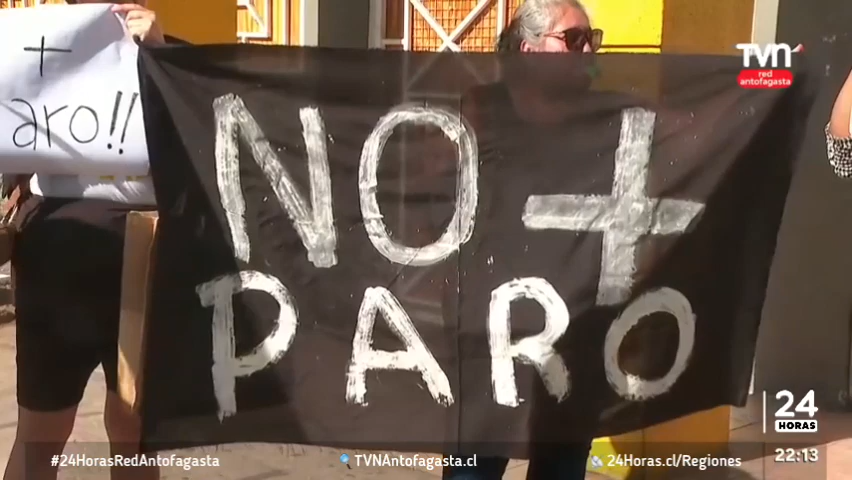 +
aro!!
NO +
PARO
TVN
red
antofagasta
24
HORAS
22:13
#24HorasRedAntofagasta
TVNAntofagasta.cl
24Horas.cl/Regiones